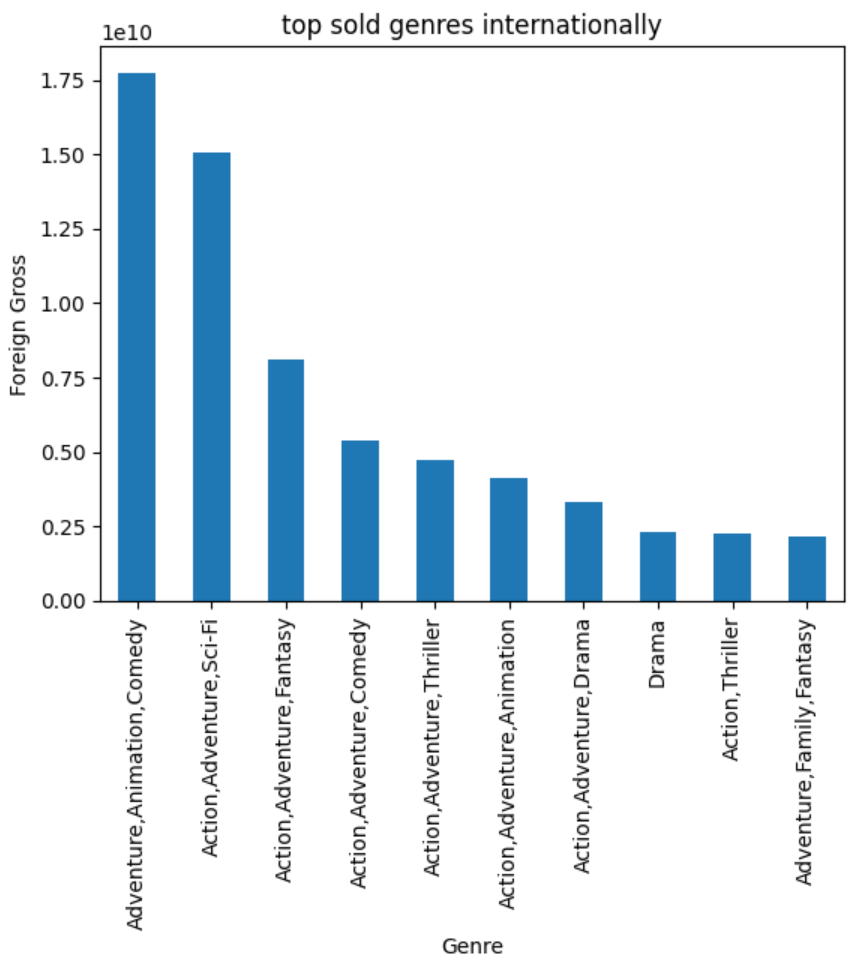 top sold genres internationally
1e10
1.75
1.50
1.25
1.00
0.75
0.50
0.25
0.00
Foreign Gross
Adventure,Animation,Comedy
Action,Adventure,Sci-Fi
Action,Adventure,Fantasy
Action,Adventure,Comedy
Action,Adventure,Thriller
Action,Adventure,Animation
Action,Adventure,Drama
Drama
Action,Thriller
Adventure,Family,Fantasy
Genre